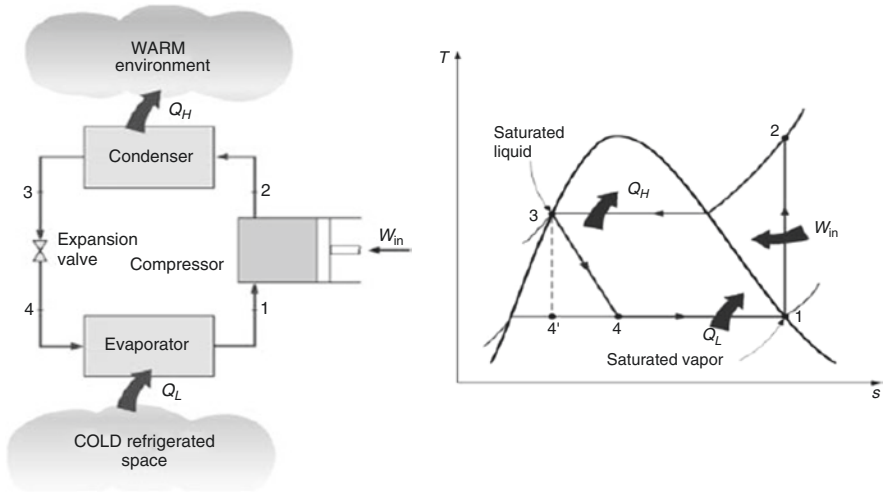 WARM
environment
Q_H
Condenser
3
2
Expansion
valve
Compressor
W_in
4
1
Evaporator
Q_L
COLD refrigerated
space
T
Saturated
liquid
2
Q_H
3
W_in
4'
4
1
Q_L
Saturated vapor
s